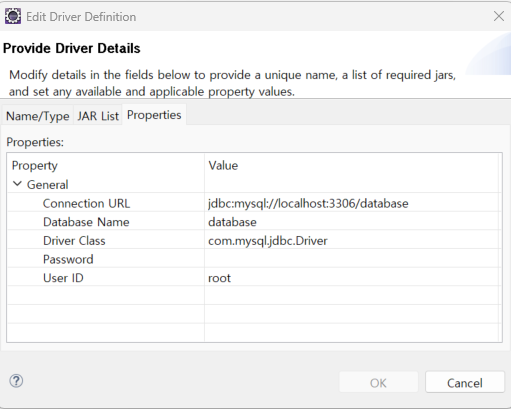 Edit Driver Definition
Provide Driver Details
Modify details in the fields below to provide a unique name, a list of required jars,
and set any available and applicable property values.
Name/Type JAR List Properties
Properties:
Property Value
General
Connection URL jdbc:mysql://localhost:3306/database
Database Name database
Driver Class com.mysql.jdbc.Driver
Password
User ID root
? OK Cancel